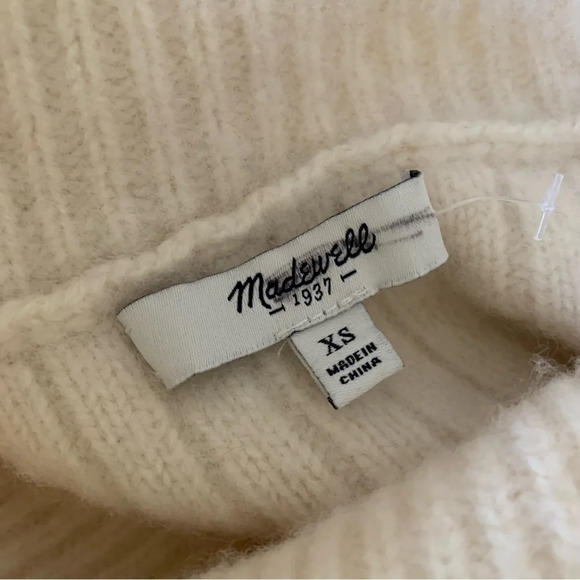 Madewell
— 1937 —
XS
MADE IN
CHINA